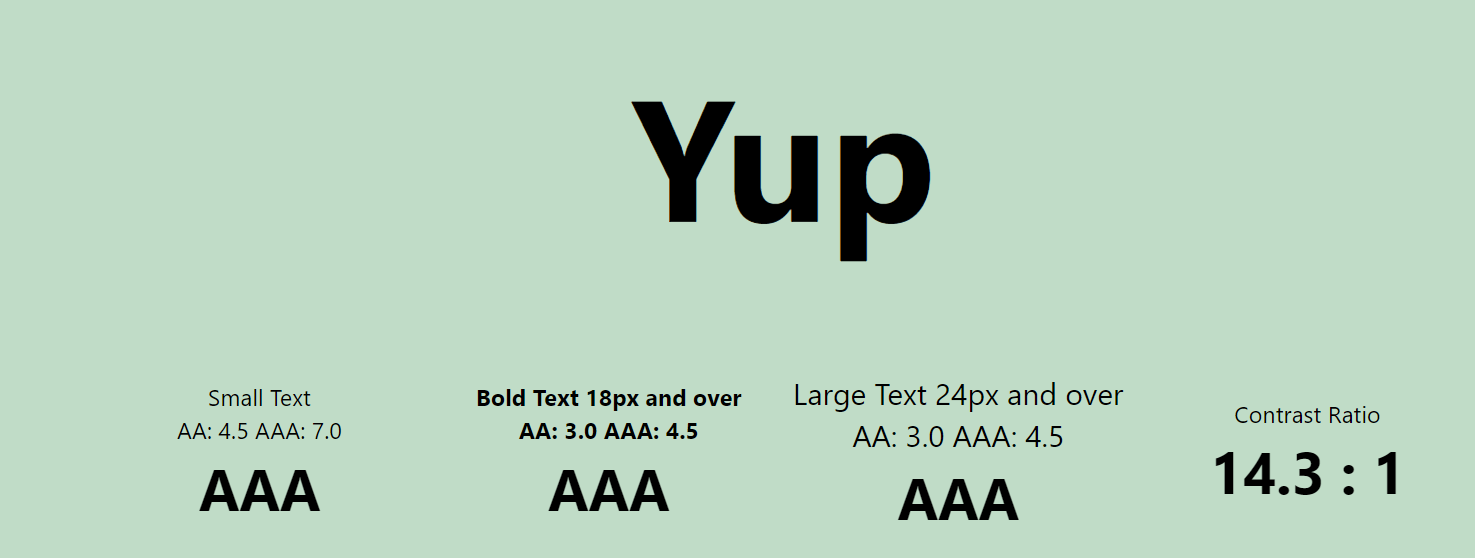 Yup
Small Text
AA: 4.5 AAA: 7.0
AAA
Bold Text 18px and over
AA: 3.0 AAA: 4.5
AAA
Large Text 24px and over
AA: 3.0 AAA: 4.5
AAA
Contrast Ratio
14.3 : 1